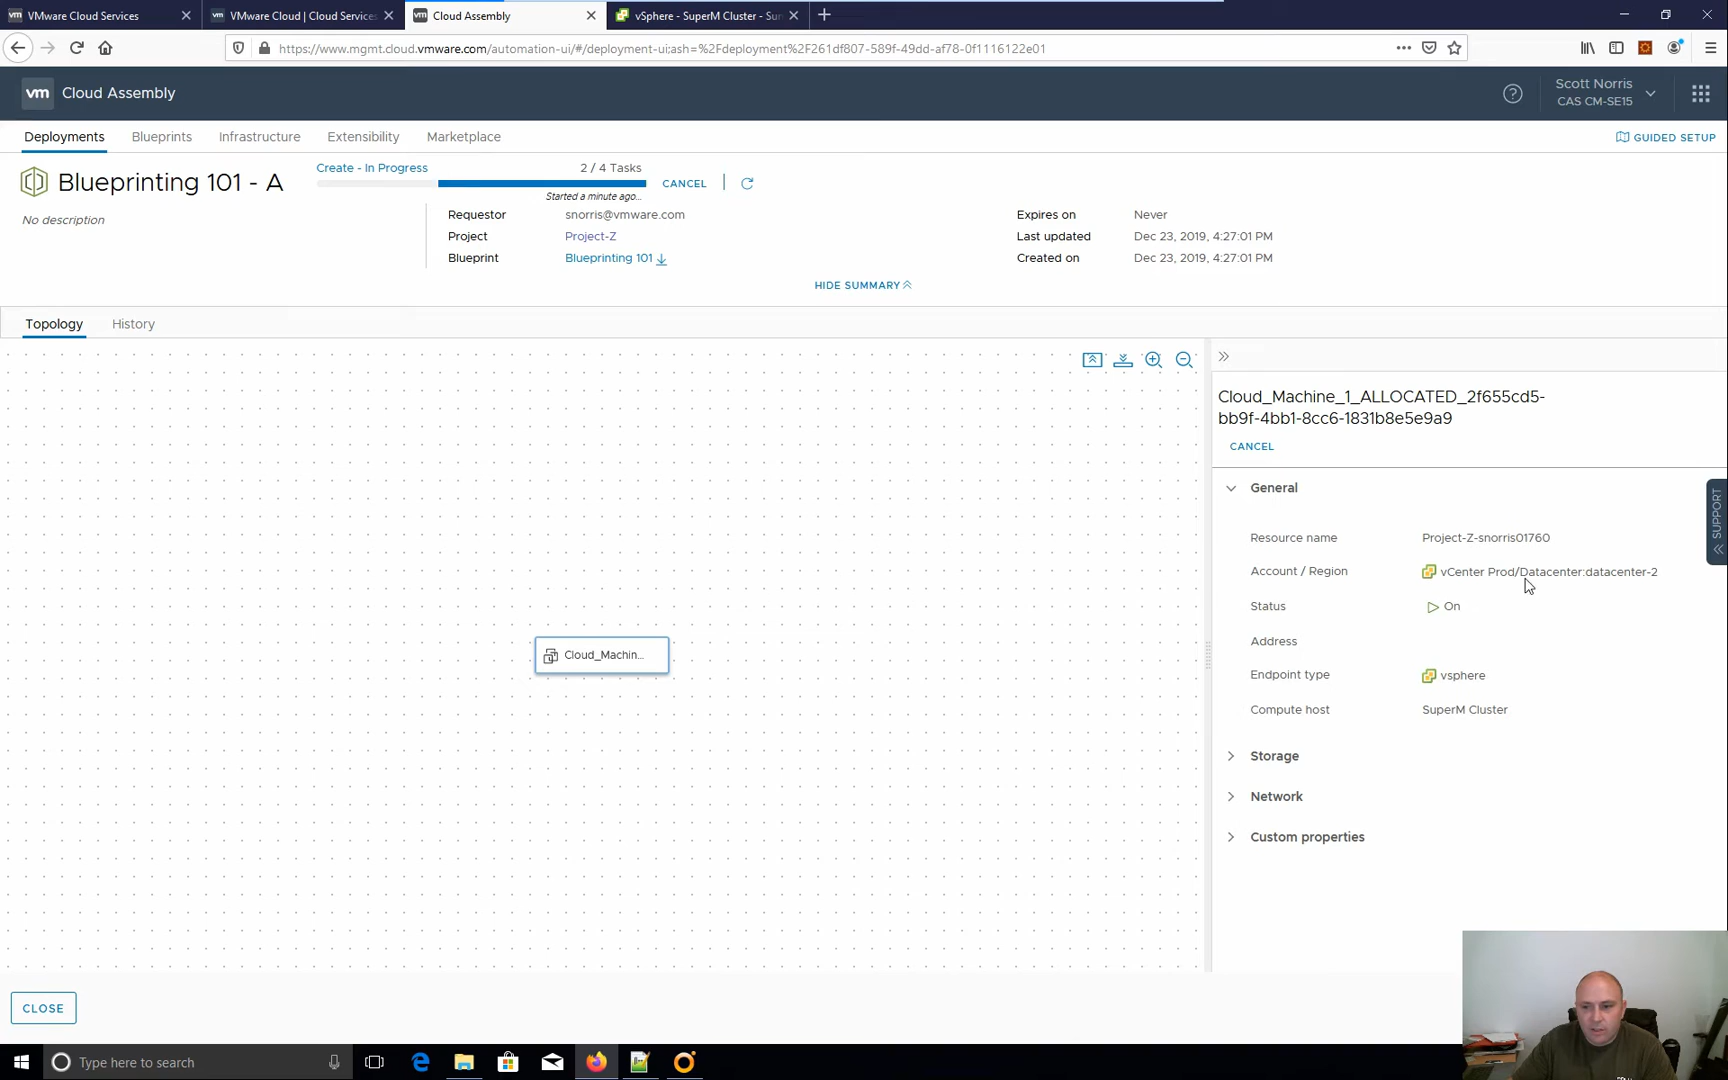 VMware Cloud Services
VMware Cloud | Cloud Services
Cloud Assembly
vSphere - SuperM Cluster - Su
https://www.mgmt.cloud.vmware.com/automation-ui/#/deployment-ui;ash=%2Fdeployment%2F261df807-589f-49dd-af78-0f1116122e01
vm Cloud Assembly
Scott Norris
CAS CM-SE15
Deployments Blueprints Infrastructure Extensibility Marketplace
GUIDED SETUP
Blueprinting 101 - A
Create - In Progress 2 / 4 Tasks
CANCEL
Started a minute ago...
No description
Requestor snorris@vmware.com
Project Project-Z
Blueprint Blueprinting 101
Expires on Never
Last updated Dec 23, 2019, 4:27:01 PM
Created on Dec 23, 2019, 4:27:01 PM
HIDE SUMMARY
Topology History
Cloud_Machin...
Cloud_Machine_1_ALLOCATED_2f655cd5-
bb9f-4bb1-8cc6-1831b8e5e9a9
CANCEL
General
Resource name Project-Z-snorris01760
Account / Region vCenter Prod/Datacenter:datacenter-2
Status On
Address
Endpoint type vsphere
Compute host SuperM Cluster
Storage
Network
Custom properties
SUPPORT
CLOSE
Type here to search